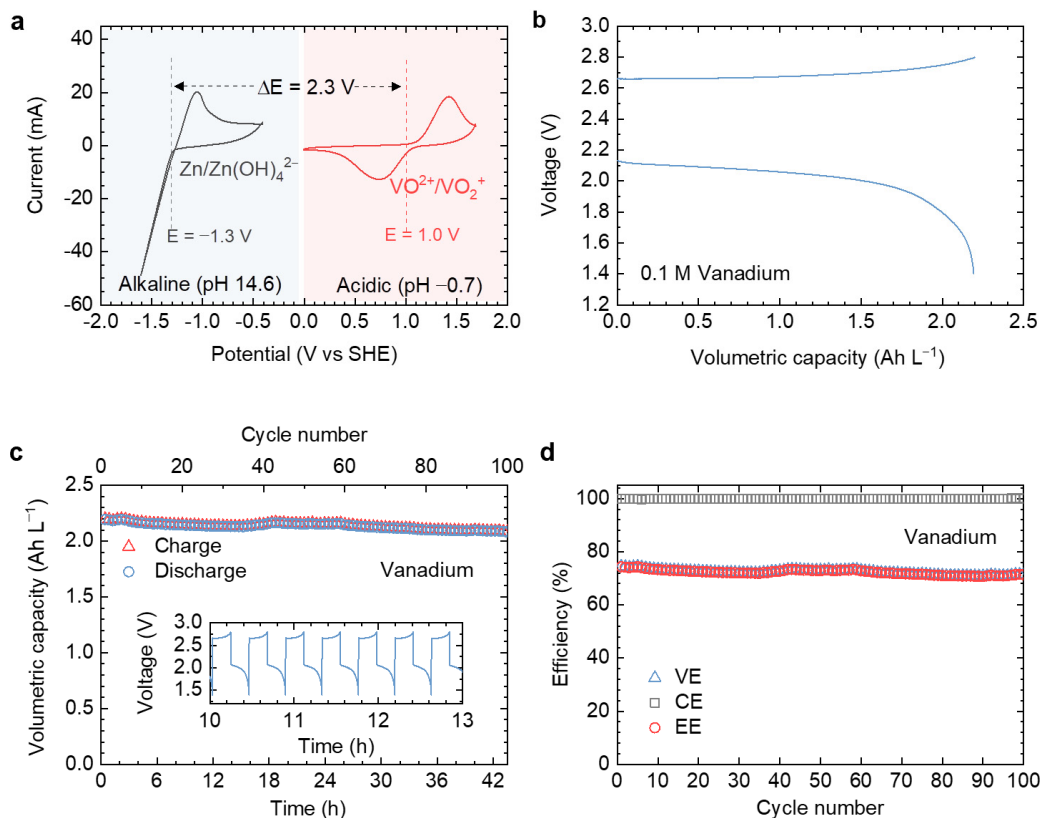 a
Current (mA)
40
20
0
−20
−40
−60
ΔE = 2.3 V
Zn/Zn(OH)₄²⁻
VO²⁺/VO₂⁺
E = −1.3 V
E = 1.0 V
Alkaline (pH 14.6)
Acidic (pH −0.7)
−2.0 −1.5 −1.0 −0.5 0.0 0.5 1.0 1.5 2.0
Potential (V vs SHE)
b
Voltage (V)
3.0
2.8
2.6
2.4
2.2
2.0
1.8
1.6
1.4
1.2
0.1 M Vanadium
0.0 0.5 1.0 1.5 2.0 2.5
Volumetric capacity (Ah L⁻¹)
c
Cycle number
0 20 40 60 80 100
Volumetric capacity (Ah L⁻¹)
2.5
2.0
1.5
1.0
0.5
0.0
Charge
Discharge
Vanadium
Voltage (V)
3.0
2.5
2.0
1.5
10 11 12 13
Time (h)
0 6 12 18 24 30 36 42
Time (h)
d
Efficiency (%)
100
80
60
40
20
0
Vanadium
VE
CE
EE
0 10 20 30 40 50 60 70 80 90 100
Cycle number